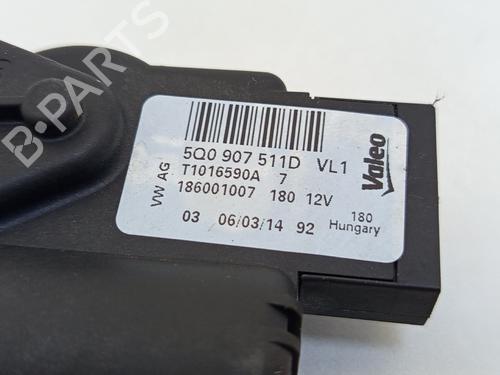 B-PARTS
5Q0 907 511D VL1
VW AG
T1016590A 7
186001007 180 12V
03 06/03/14 92
Valeo
180
Hungary